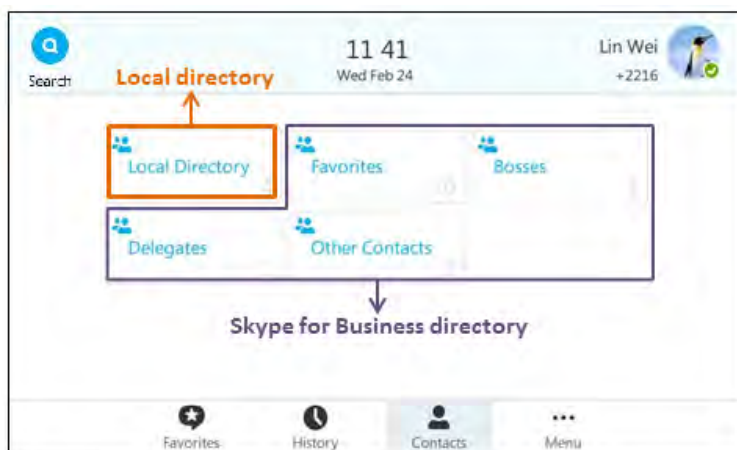 11 41
Lin Wei
Search
Local directory
Wed Feb 24
+2216
Local Directory
Favorites
Bosses
Delegates
Other Contacts
Skype for Business directory
Favorites
History
Contacts
Menu